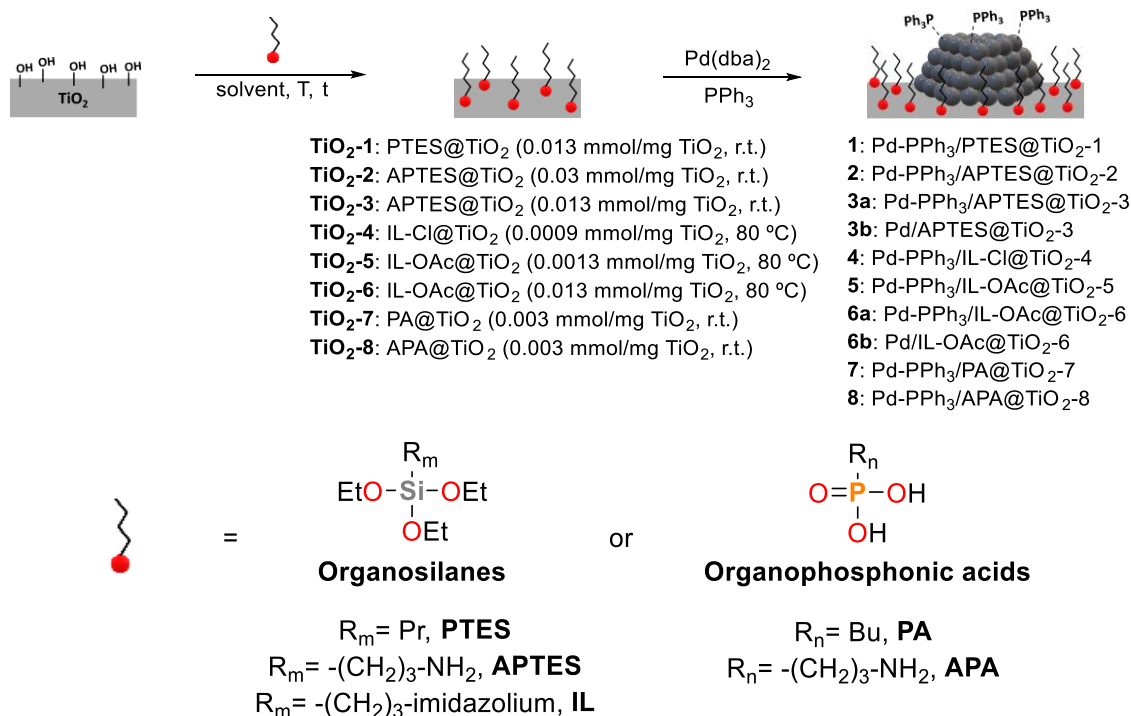 OH OH OH OH OH
TiO2
solvent, T, t
Pd(dba)2
PPh3
Ph3P PPh3 PPh3
TiO2-1: PTES@TiO2 (0.013 mmol/mg TiO2, r.t.)
TiO2-2: APTES@TiO2 (0.03 mmol/mg TiO2, r.t.)
TiO2-3: APTES@TiO2 (0.013 mmol/mg TiO2, r.t.)
TiO2-4: IL-Cl@TiO2 (0.0009 mmol/mg TiO2, 80 ºC)
TiO2-5: IL-OAc@TiO2 (0.0013 mmol/mg TiO2, 80 ºC)
TiO2-6: IL-OAc@TiO2 (0.013 mmol/mg TiO2, 80 ºC)
TiO2-7: PA@TiO2 (0.003 mmol/mg TiO2, r.t.)
TiO2-8: APA@TiO2 (0.003 mmol/mg TiO2, r.t.)
1: Pd-PPh3/PTES@TiO2-1
2: Pd-PPh3/APTES@TiO2-2
3a: Pd-PPh3/APTES@TiO2-3
3b: Pd/APTES@TiO2-3
4: Pd-PPh3/IL-Cl@TiO2-4
5: Pd-PPh3/IL-OAc@TiO2-5
6a: Pd-PPh3/IL-OAc@TiO2-6
6b: Pd/IL-OAc@TiO2-6
7: Pd-PPh3/PA@TiO2-7
8: Pd-PPh3/APA@TiO2-8
=
Rm
EtO-Si-OEt
OEt
Organosilanes
Rm= Pr, PTES
Rm= -(CH2)3-NH2, APTES
Rm= -(CH2)3-imidazolium, IL
or
Rn
O=P-OH
OH
Organophosphonic acids
Rn= Bu, PA
Rn= -(CH2)3-NH2, APA